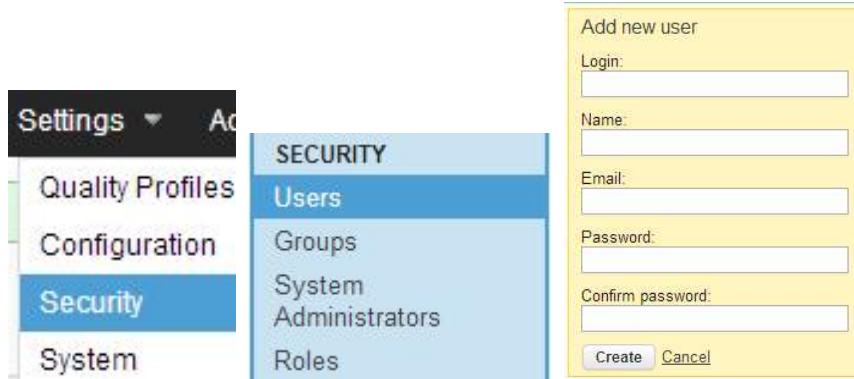 Settings
Quality Profiles
Configuration
Security
System
SECURITY
Users
Groups
System
Administrators
Roles
Add new user
Login:
Name:
Email:
Password:
Confirm password:
Create Cancel